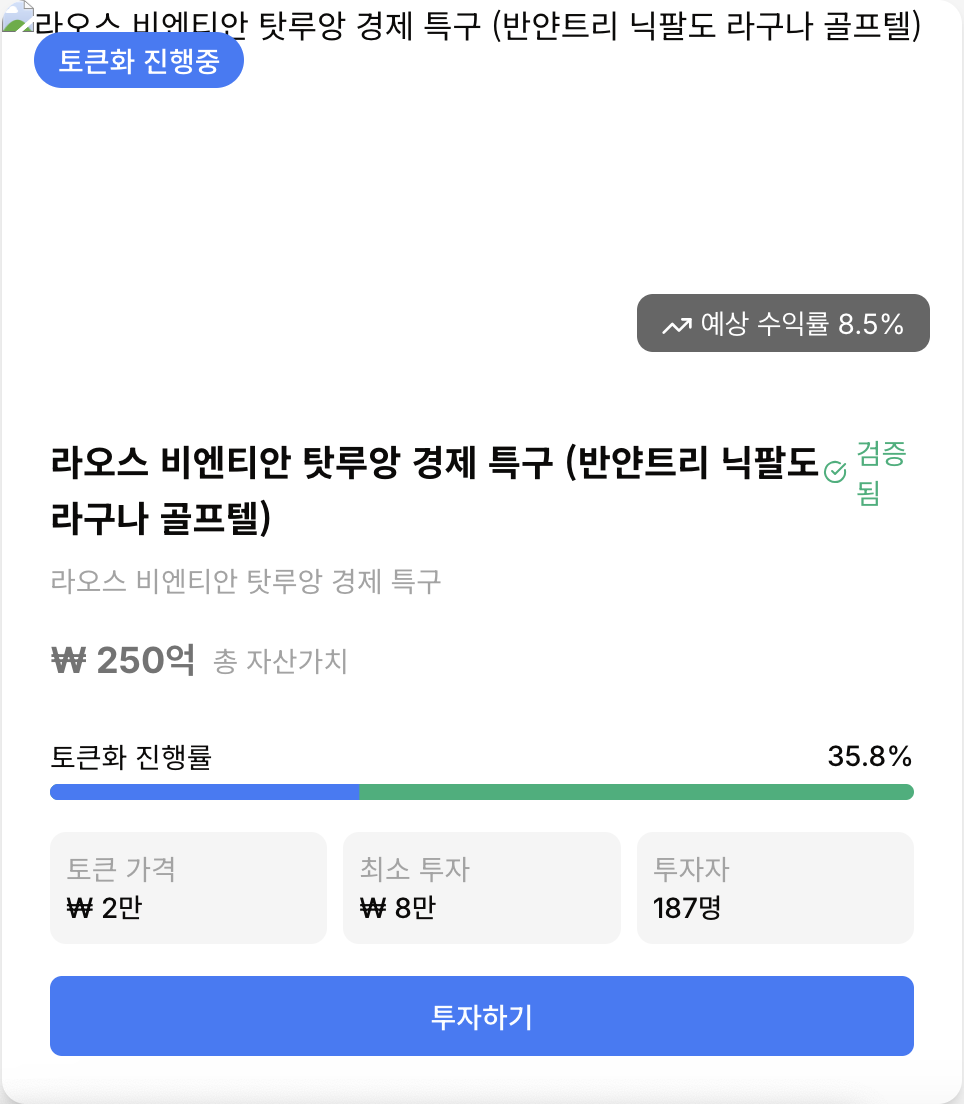 라오스 비엔티안 탓루앙 경제 특구 (반얀트리 닉팔도 라구나 골프텔)
토큰화 진행중
예상 수익률 8.5%
라오스 비엔티안 탓루앙 경제 특구 (반얀트리 닉팔도
라구나 골프텔)
검증
됨
라오스 비엔티안 탓루앙 경제 특구
₩ 250억 총 자산가치
토큰화 진행률 35.8%
토큰 가격
₩ 2만
최소 투자
₩ 8만
투자자
187명
투자하기